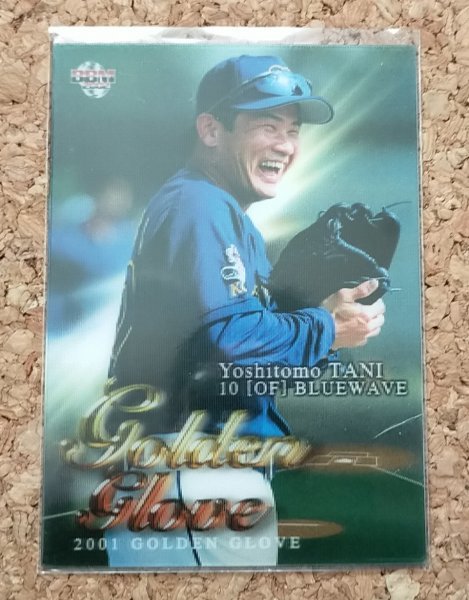 BBM
Yoshitomo TANI
10 [OF] BLUEWAVE
Golden
Glove
2001 GOLDEN GLOVE